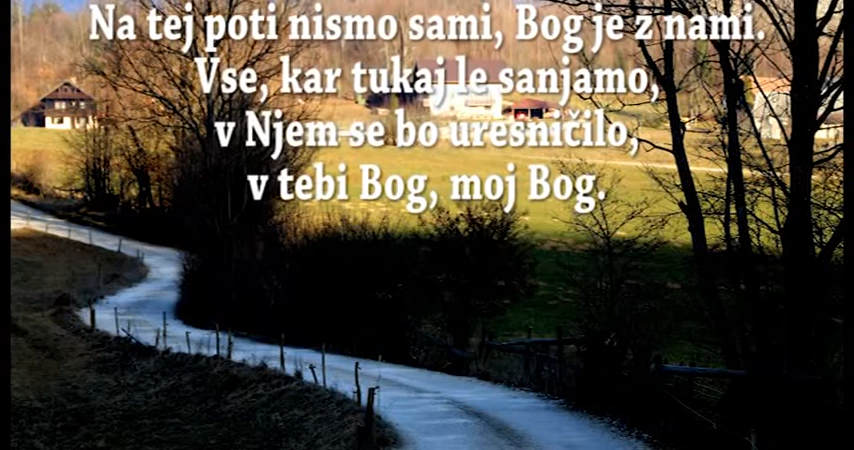 Na tej poti nismo sami, Bog je z nami.
Vse, kar tukaj le sanjamo,
v Njem se bo uresničilo,
v tebi Bog, moj Bog.